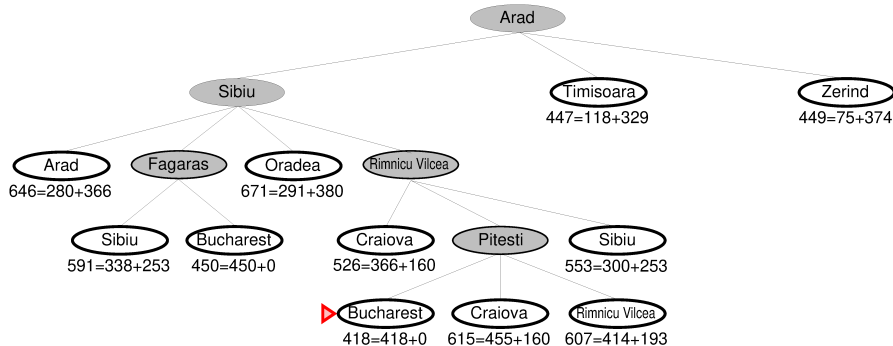 Arad
Sibiu Timisoara Zerind
447=118+329 449=75+374
Arad Fagaras Oradea Rimnicu Vilcea
646=280+366 671=291+380
Sibiu Bucharest Craiova Pitesti Sibiu
591=338+253 450=450+0 526=366+160 553=300+253
Bucharest Craiova Rimnicu Vilcea
418=418+0 615=455+160 607=414+193